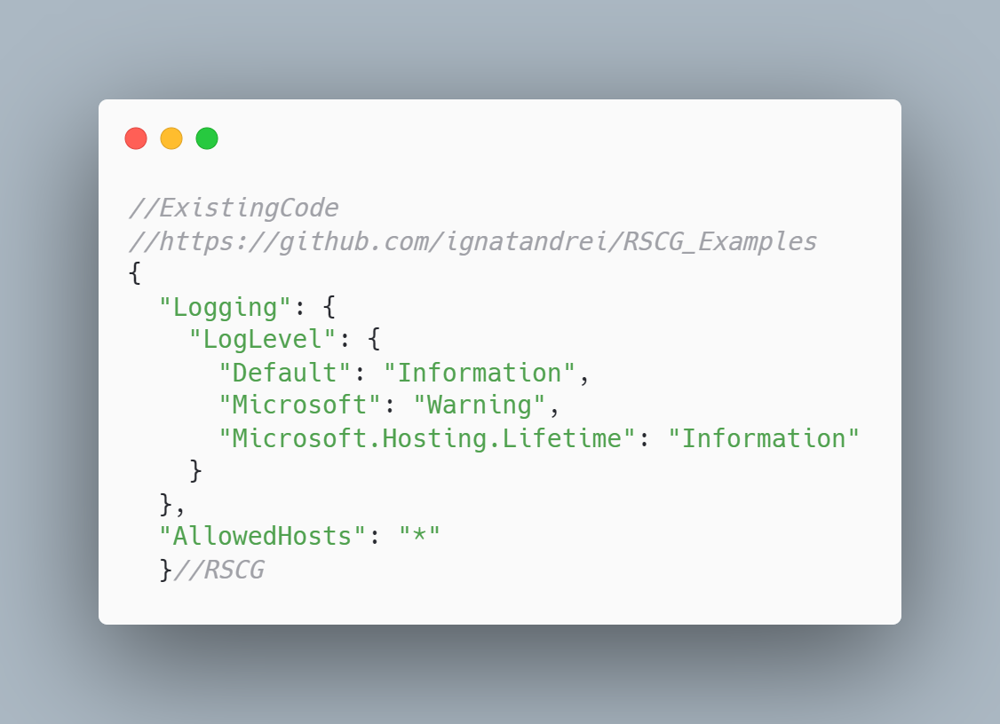 //ExistingCode
//https://github.com/ignatandrei/RSCG_Examples
{
  "Logging": {
    "LogLevel": {
      "Default": "Information",
      "Microsoft": "Warning",
      "Microsoft.Hosting.Lifetime": "Information"
    }
  },
  "AllowedHosts": "*"
  }//RSCG